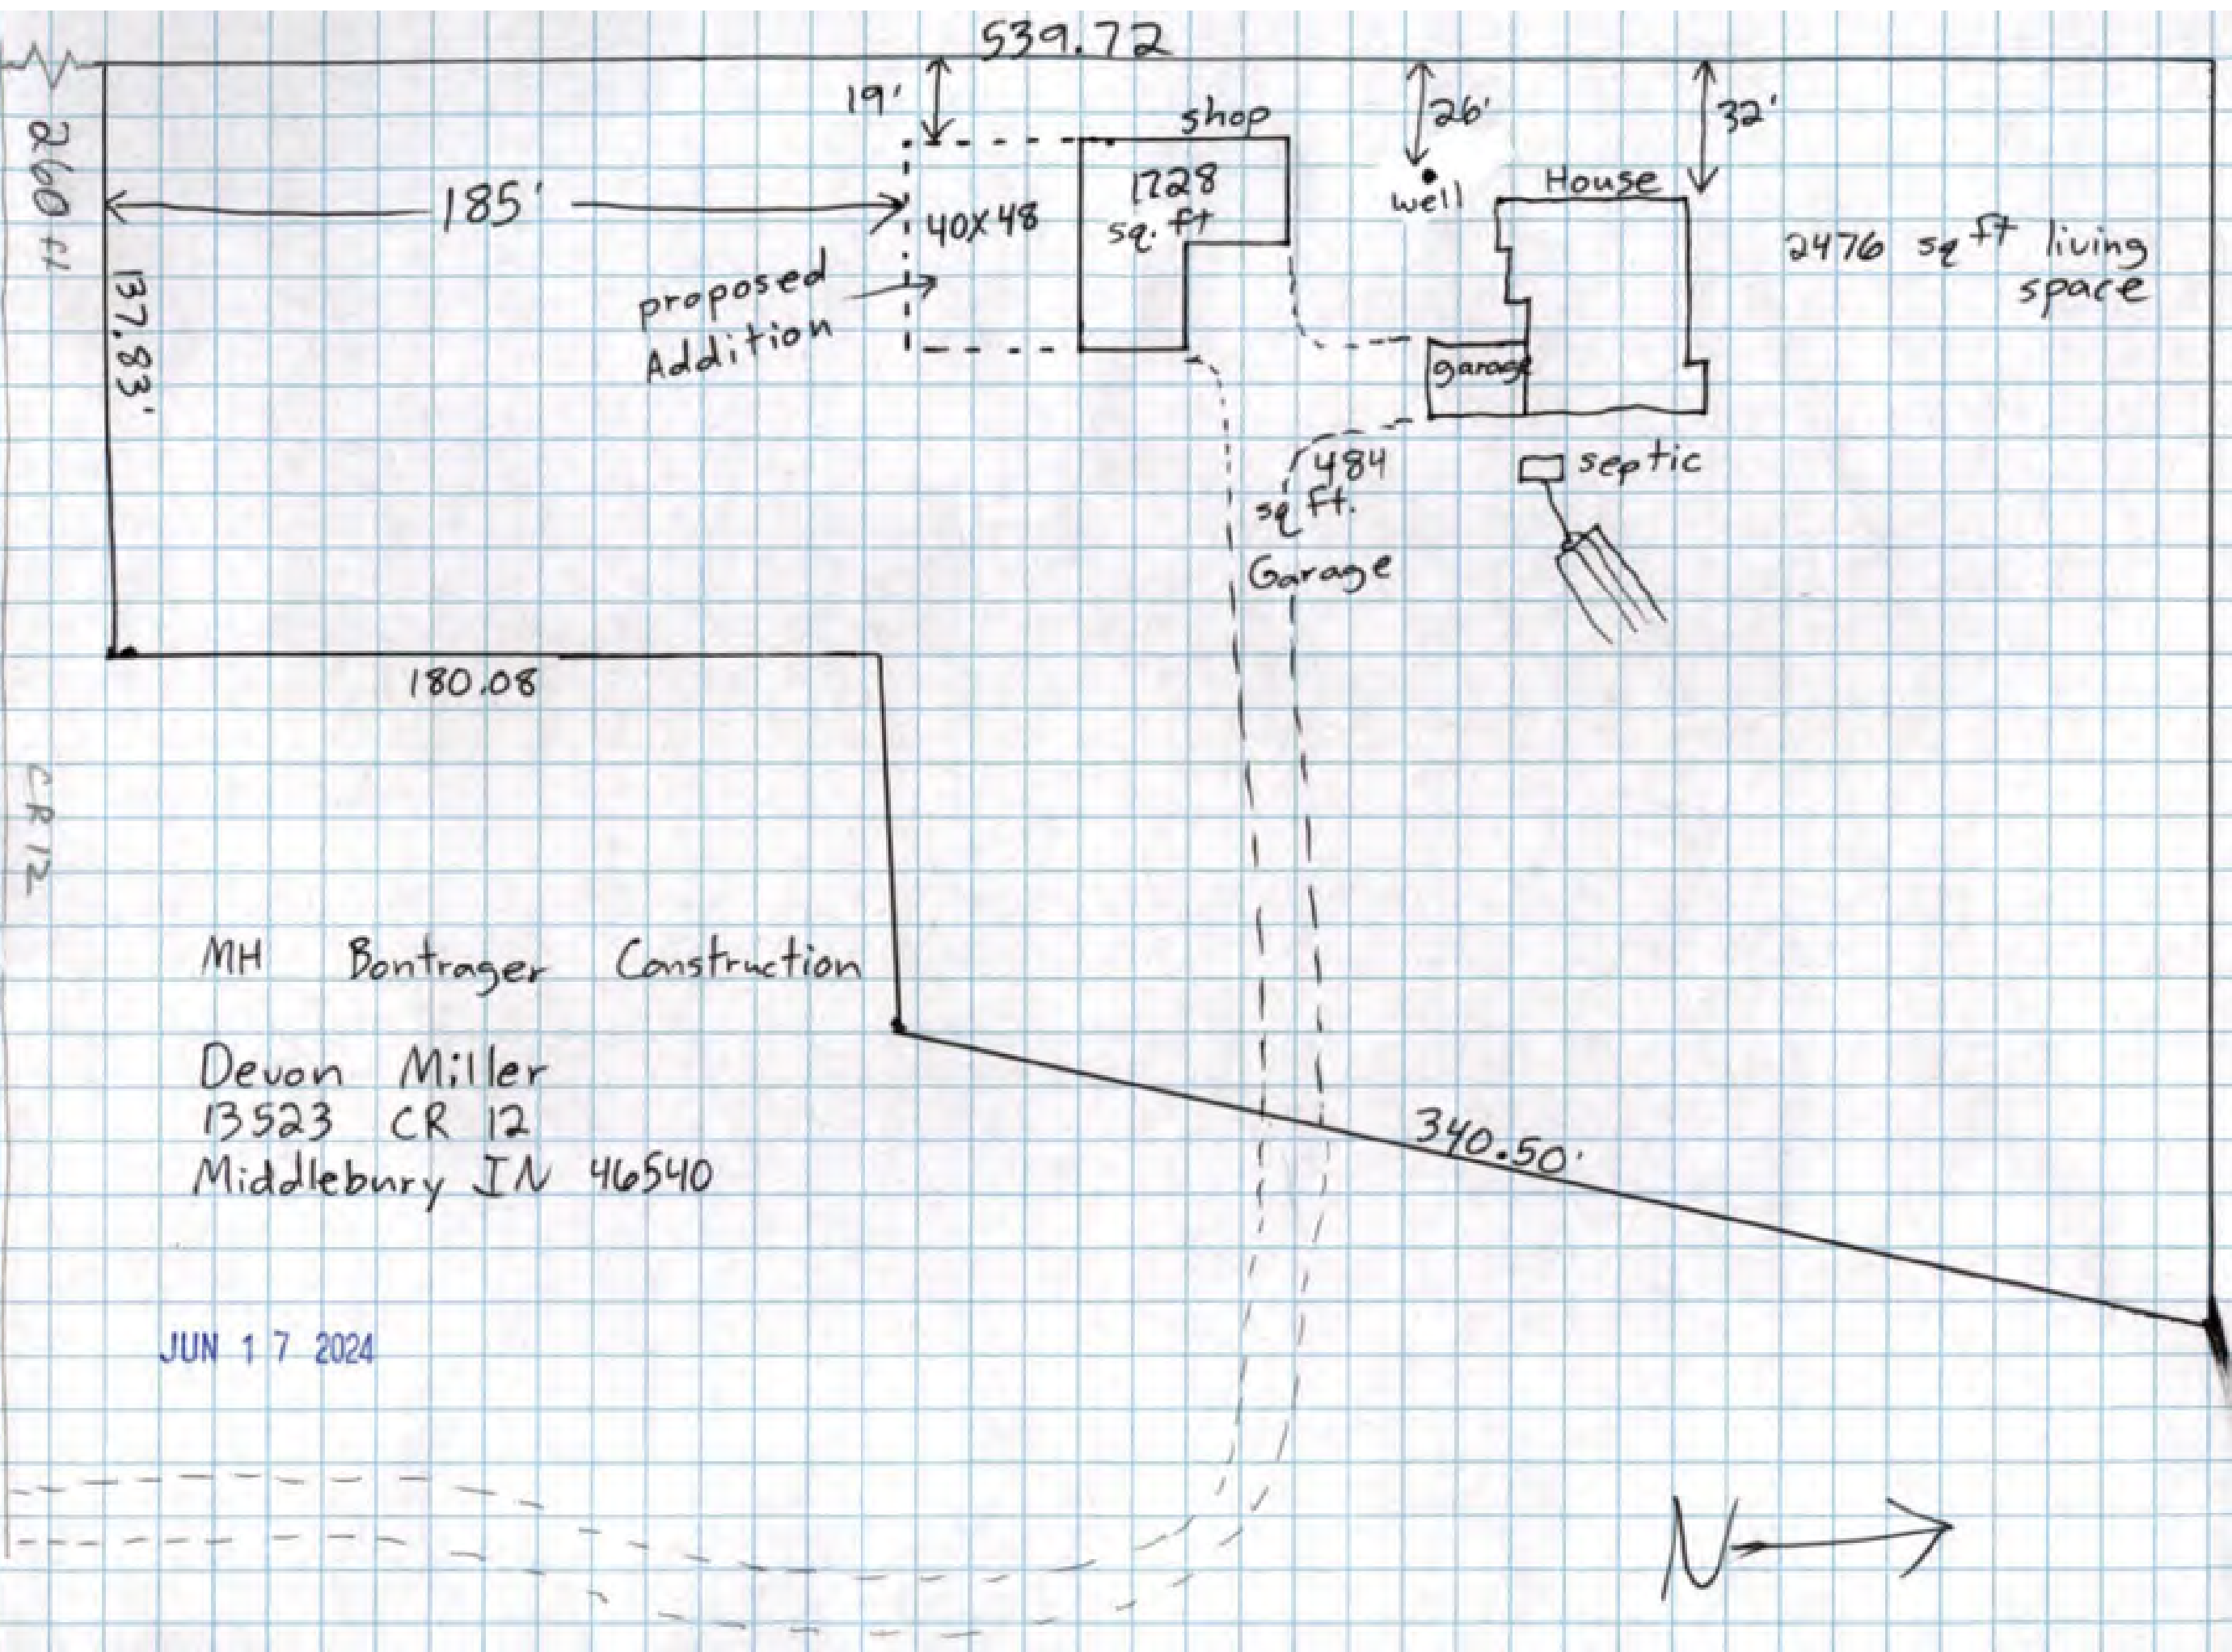 539.72
19'
shop
26'
32'
2600 ft
1728
sq. ft
House
well
185'
40X48
2476 sq ft living
space
137.83'
proposed
Addition
garage
484
sq ft.
Garage
septic
180.08
CR 12
MH Bontrager Construction
Devon Miller
13523 CR 12
Middlebury IN 46540
340.50'
JUN 17 2024
N